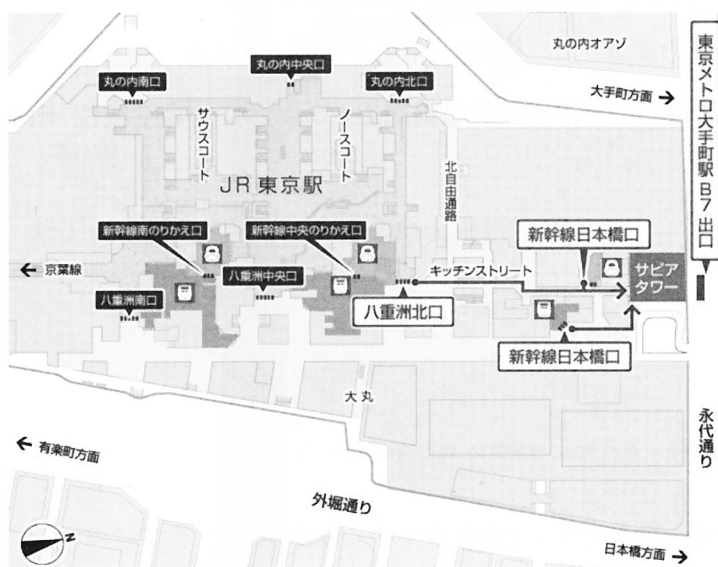 丸の内オアゾ
丸の内中央口
丸の内南口
丸の内北口
大手町方面 →
東京メトロ大手町駅 B7 出口
サウスコート
ノースコート
北自由通路
JR 東京駅
新幹線南のりかえ口
新幹線中央のりかえ口
新幹線日本橋口
← 京葉線
八重洲中央口
キッチンストリート
サピア
タワー
八重洲南口
八重洲北口
新幹線日本橋口
大丸
永代通り
← 有楽町方面
外堀通り
N
日本橋方面 →